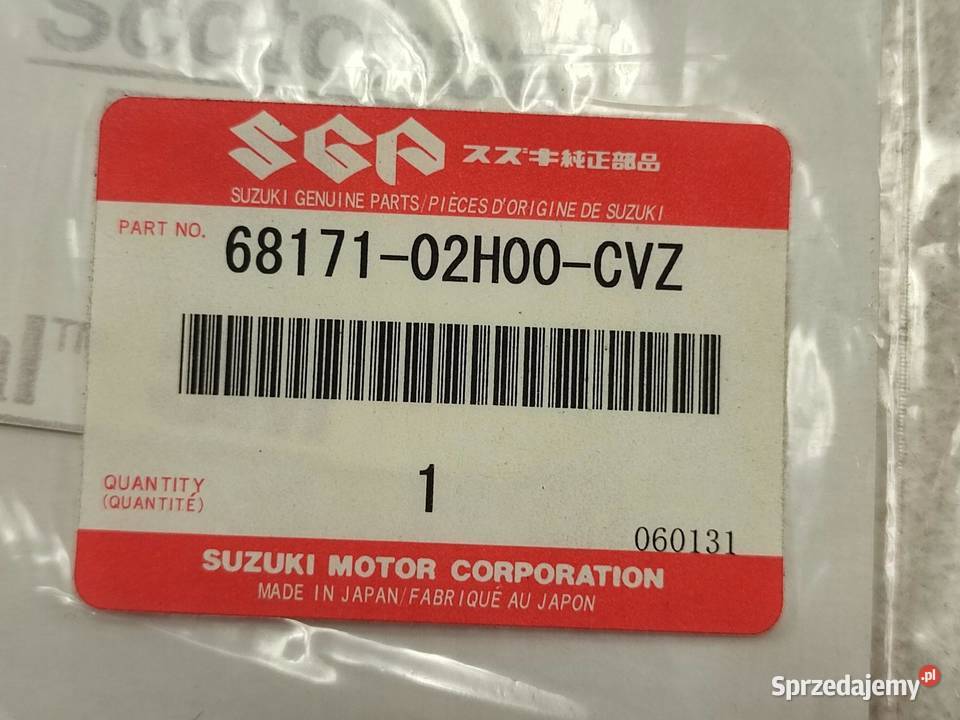 SGP スズキ純正部品
SUZUKI GENUINE PARTS/PIÈCES D'ORIGINE DE SUZUKI
PART NO. 68171-02H00-CVZ
QUANTITY 1
(QUANTITÉ)
060131
SUZUKI MOTOR CORPORATION
MADE IN JAPAN/FABRIQUÉ AU JAPON
Sprzedajemy.pl